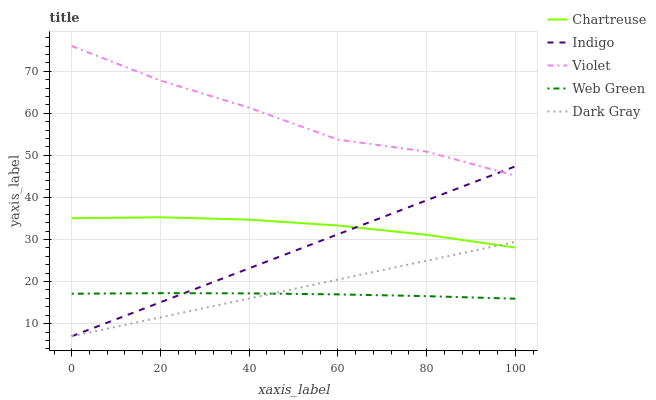 title
Chartreuse
Indigo
Violet
Web Green
Dark Gray
yaxis_label
70
60
50
40
30
20
10
0 20 40 60 80 100
xaxis_label